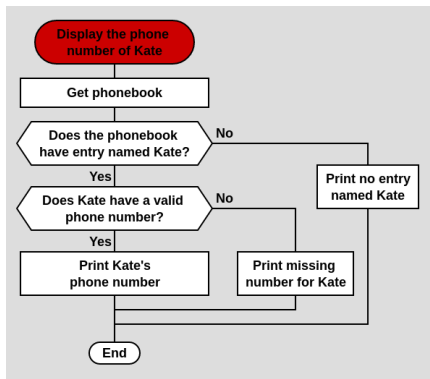 Display the phone
number of Kate
Get phonebook
Does the phonebook
have entry named Kate?
No
Yes
Print no entry
named Kate
Does Kate have a valid
phone number?
No
Yes
Print Kate's
phone number
Print missing
number for Kate
End